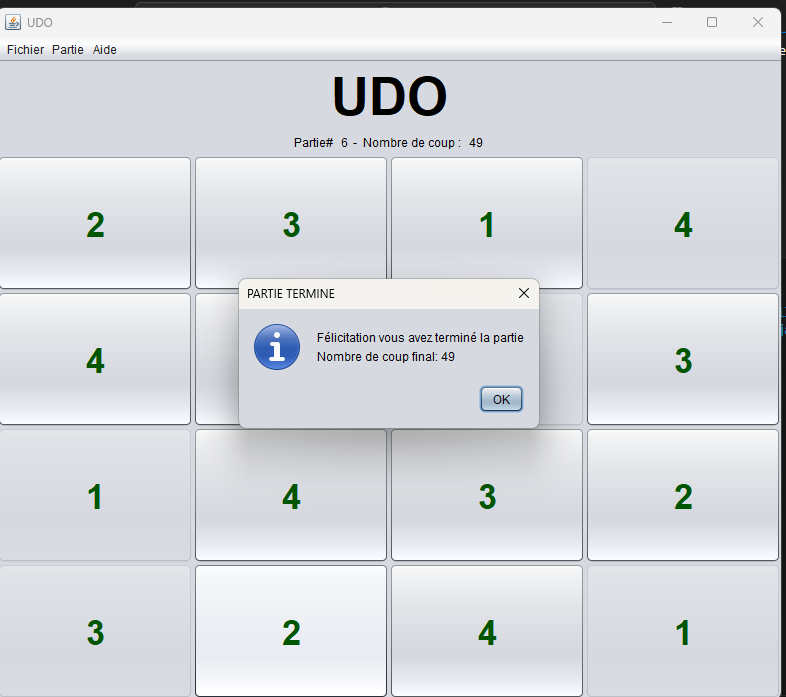 UDO
Fichier Partie Aide
UDO
Partie# 6 - Nombre de coup : 49
2 3 1 4
PARTIE TERMINE
Félicitation vous avez terminé la partie
Nombre de coup final: 49
OK
4 3
1 4 3 2
3 2 4 1